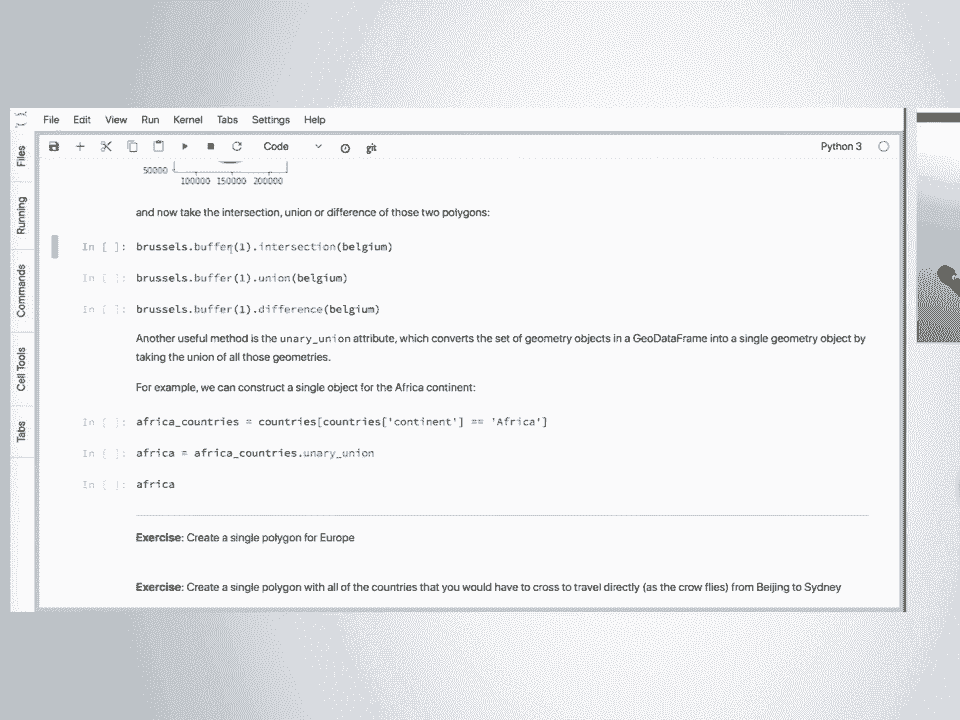 File Edit View Run Kernel Tabs Settings Help
Code
git
Python 3
Files
Running
Commands
Cell Tools
Tabs
50000
100000 150000 200000
and now take the intersection, union or difference of those two polygons:
In [ ]: brussels.buffer(1).intersection(belgium)
In [ ]: brussels.buffer(1).union(belgium)
In [ ]: brussels.buffer(1).difference(belgium)
Another useful method is the unary_union attribute, which converts the set of geometry objects in a GeoDataFrame into a single geometry object by
taking the union of all those geometries.
For example, we can construct a single object for the Africa continent:
In [ ]: africa_countries = countries[countries['continent'] == 'Africa']
In [ ]: africa = africa_countries.unary_union
In [ ]: africa
Exercise: Create a single polygon for Europe
Exercise: Create a single polygon with all of the countries that you would have to cross to travel directly (as the crow flies) from Beijing to Sydney